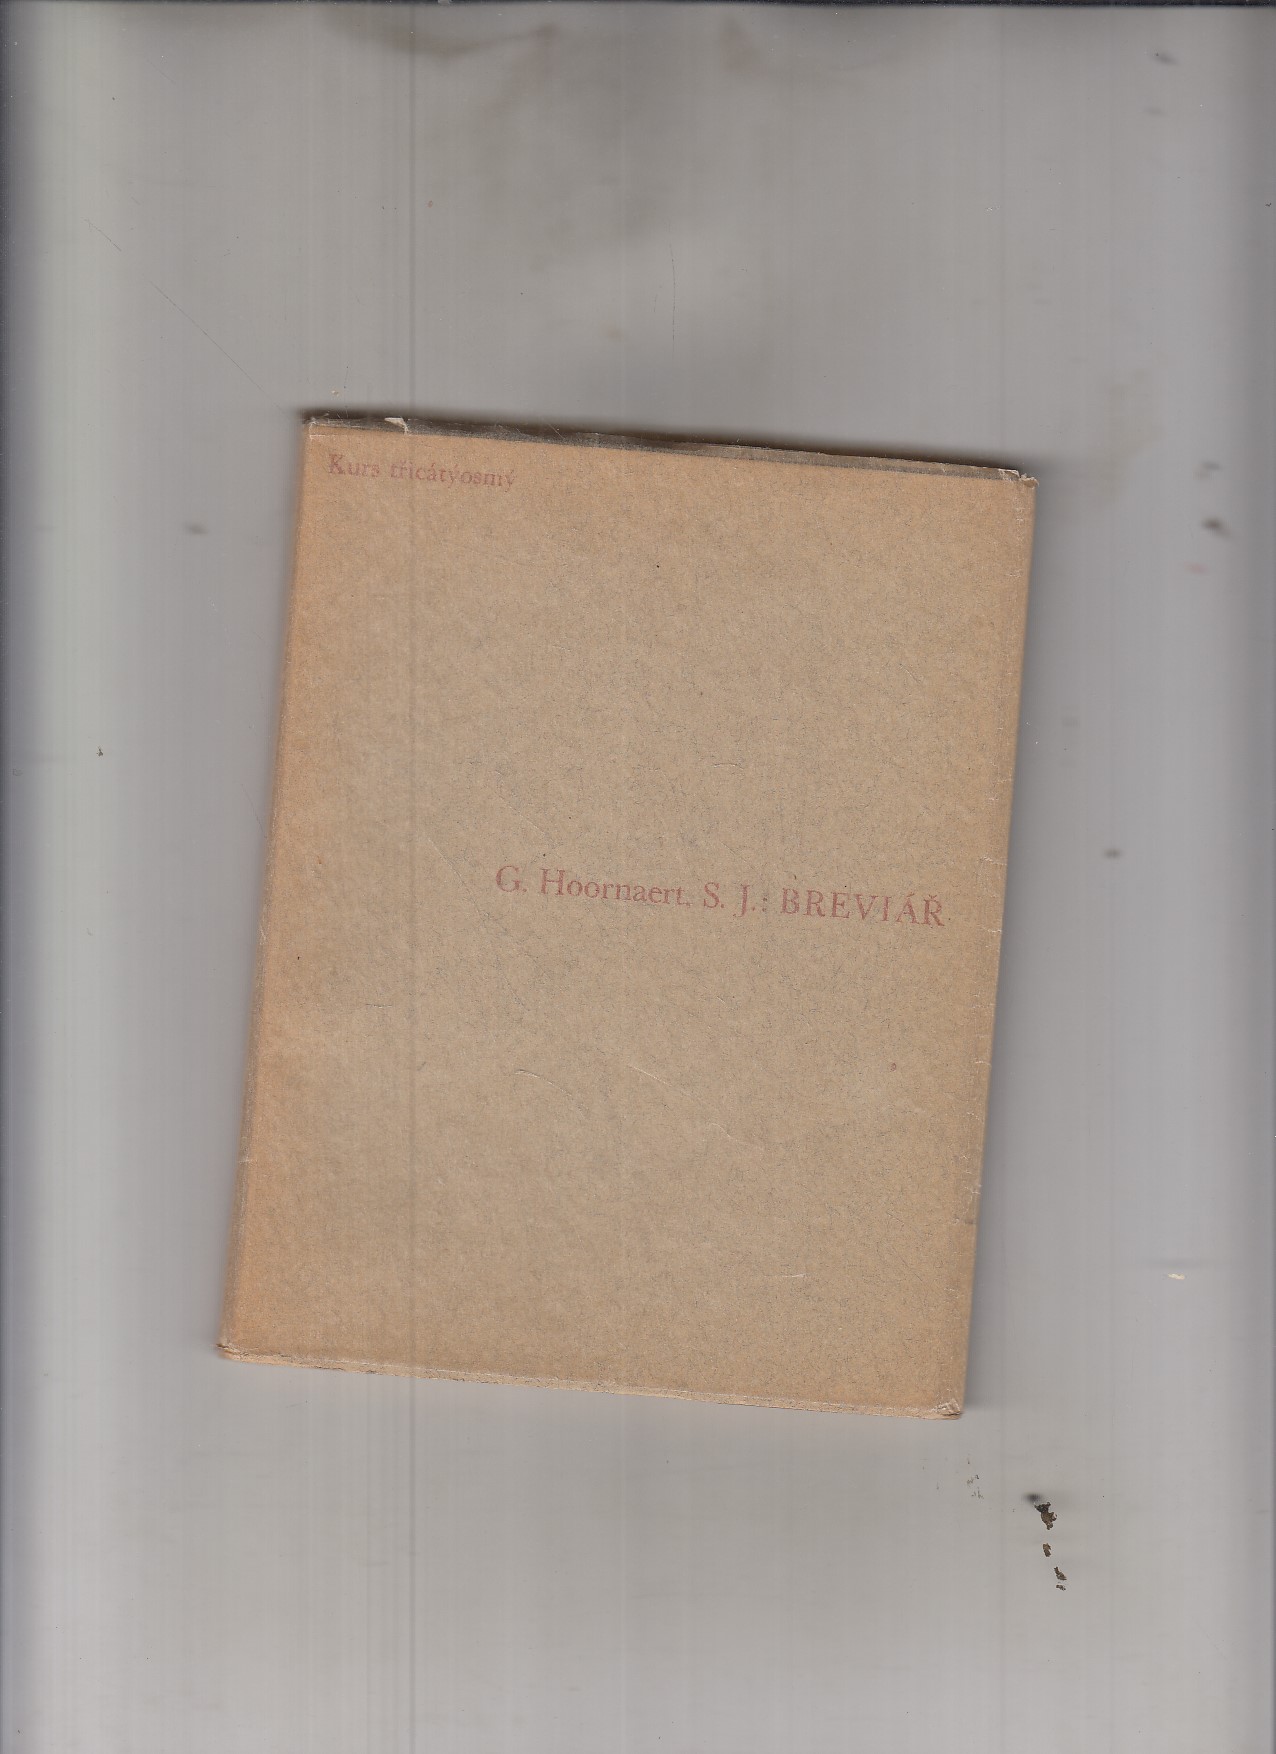 Kurs třicátýosmý
G. Hoornaert, S. J.: BREVIÁŘ